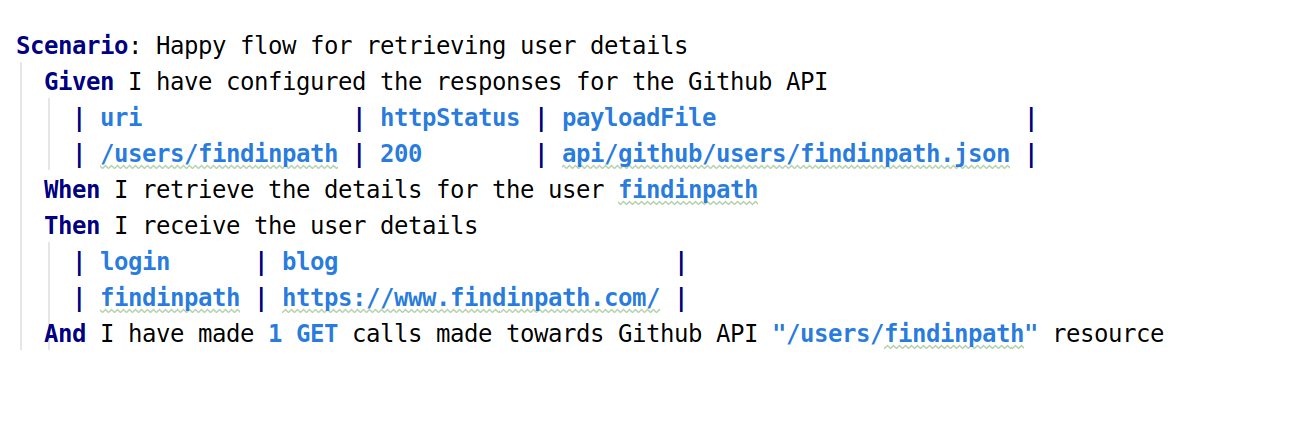 Scenario: Happy flow for retrieving user details
Given I have configured the responses for the Github API
| uri | httpStatus | payloadFile |
| /users/findinpath | 200 | api/github/users/findinpath.json |
When I retrieve the details for the user findinpath
Then I receive the user details
| login | blog |
| findinpath | https://www.findinpath.com/ |
And I have made 1 GET calls made towards Github API "/users/findinpath" resource